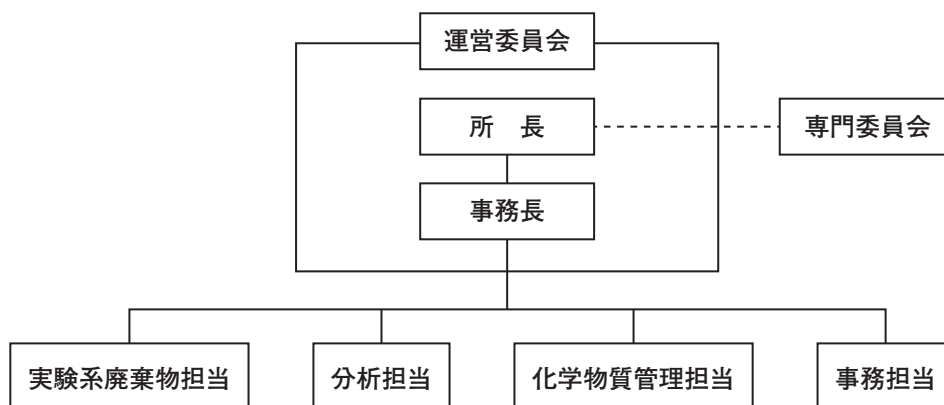 運営委員会
所　長
専門委員会
事務長
実験系廃棄物担当
分析担当
化学物質管理担当
事務担当